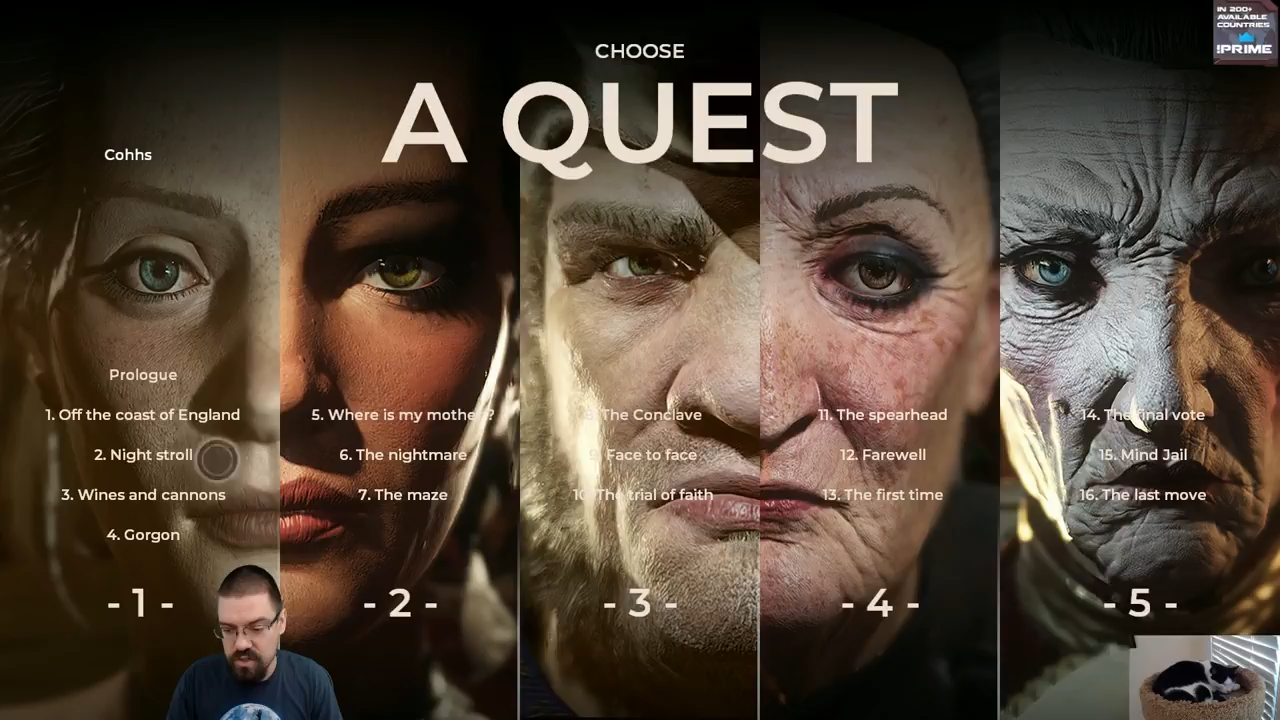 IN 200+
AVAILABLE
COUNTRIES
!PRIME
CHOOSE
A QUEST
Cohhs
Prologue
1. Off the coast of England
2. Night stroll
3. Wines and cannons
4. Gorgon
- 1 -
5. Where is my mother?
6. The nightmare
7. The maze
- 2 -
8. The Conclave
9. Face to face
10. The trial of faith
- 3 -
11. The spearhead
12. Farewell
13. The first time
- 4 -
14. The final vote
15. Mind Jail
16. The last move
- 5 -